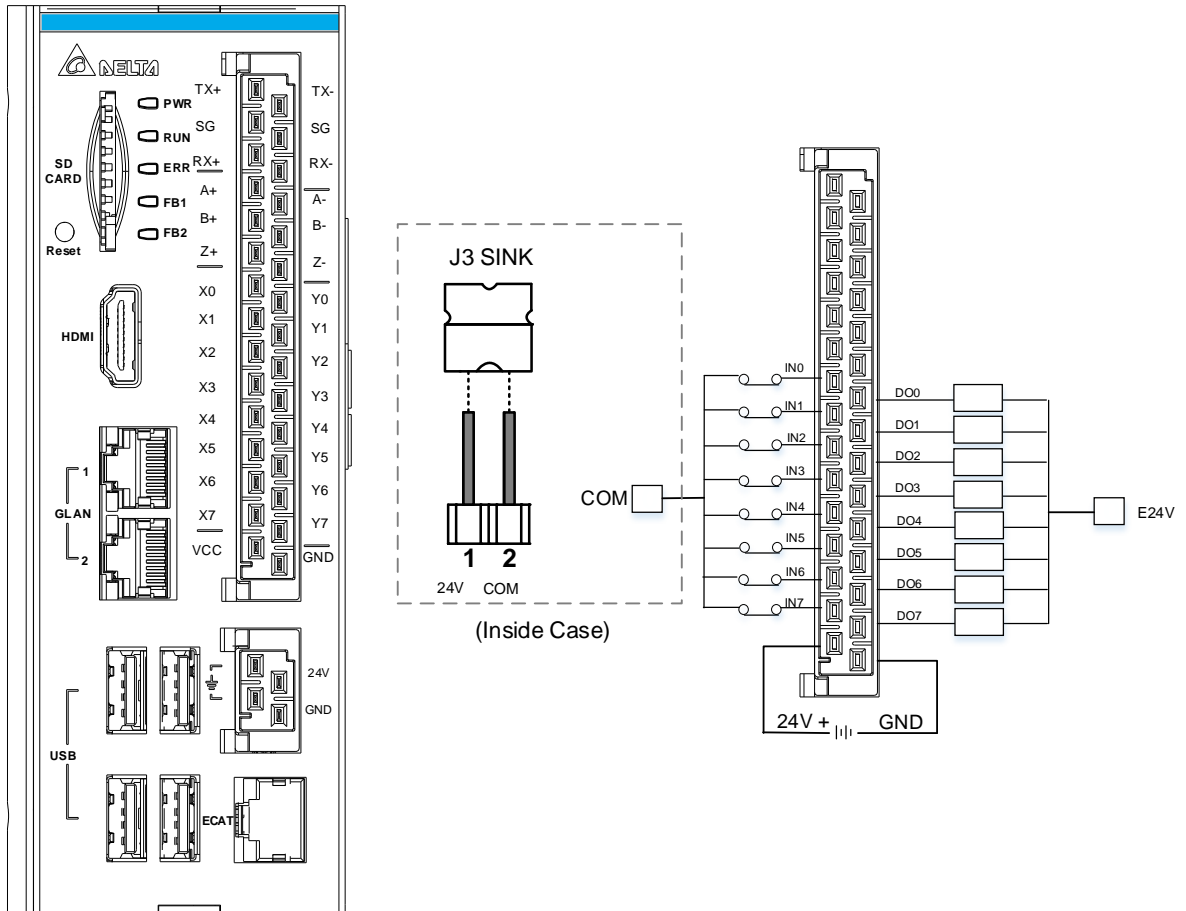 DELTA
TX+ TX-
PWR
SG SG
RUN
RX+ RX-
ERR
SD
CARD
A+ A-
FB1
B+ B-
FB2
Reset
Z+ Z-
X0 Y0
X1 Y1
HDMI
X2 Y2
X3 Y3
X4 Y4
X5 Y5
X6 Y6
X7 Y7
VCC GND
1
GLAN
2
24V
GND
USB
ECAT
J3 SINK
1 2
24V COM
(Inside Case)
COM
IN0
IN1
IN2
IN3
IN4
IN5
IN6
IN7
DO0
DO1
DO2
DO3
DO4
DO5
DO6
DO7
E24V
24V + GND